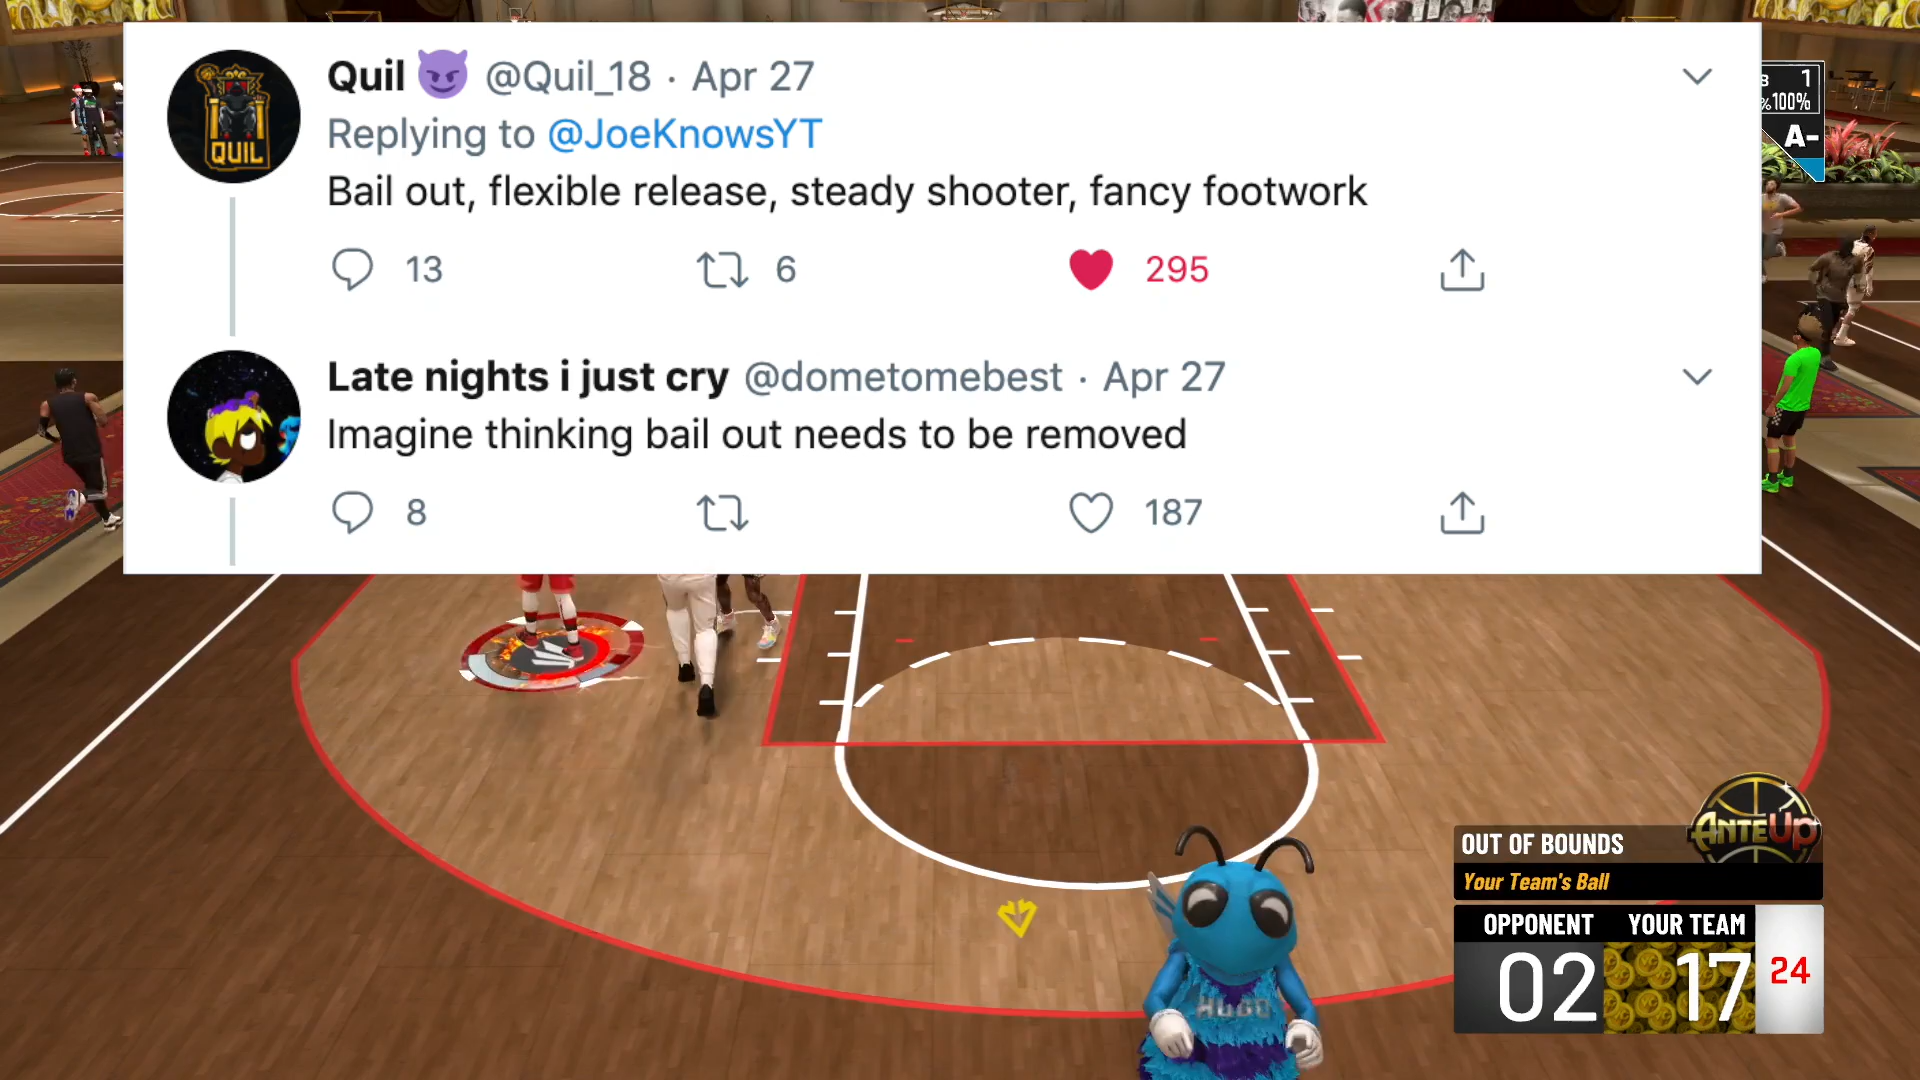 Quil 😈 @Quil_18 · Apr 27
Replying to @JoeKnowsYT
Bail out, flexible release, steady shooter, fancy footwork
13 6 295
QUIL
Late nights i just cry @dometomebest · Apr 27
Imagine thinking bail out needs to be removed
8 187
1
%100%
A-
HUGO
ANTEUP
OUT OF BOUNDS
Your Team's Ball
OPPONENT YOUR TEAM
02 17 24